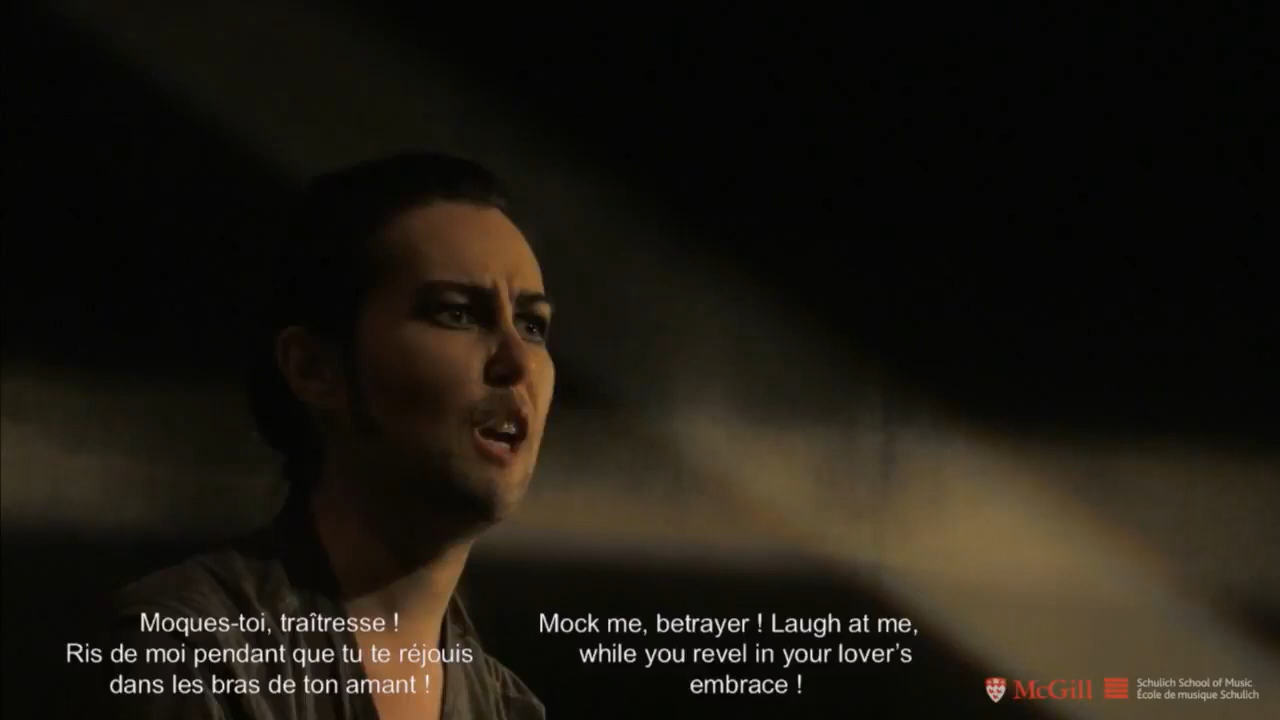 Moques-toi, traîtresse !
Ris de moi pendant que tu te réjouis
dans les bras de ton amant !
Mock me, betrayer ! Laugh at me,
while you revel in your lover's
embrace !
McGill
Schulich School of Music
École de musique Schulich